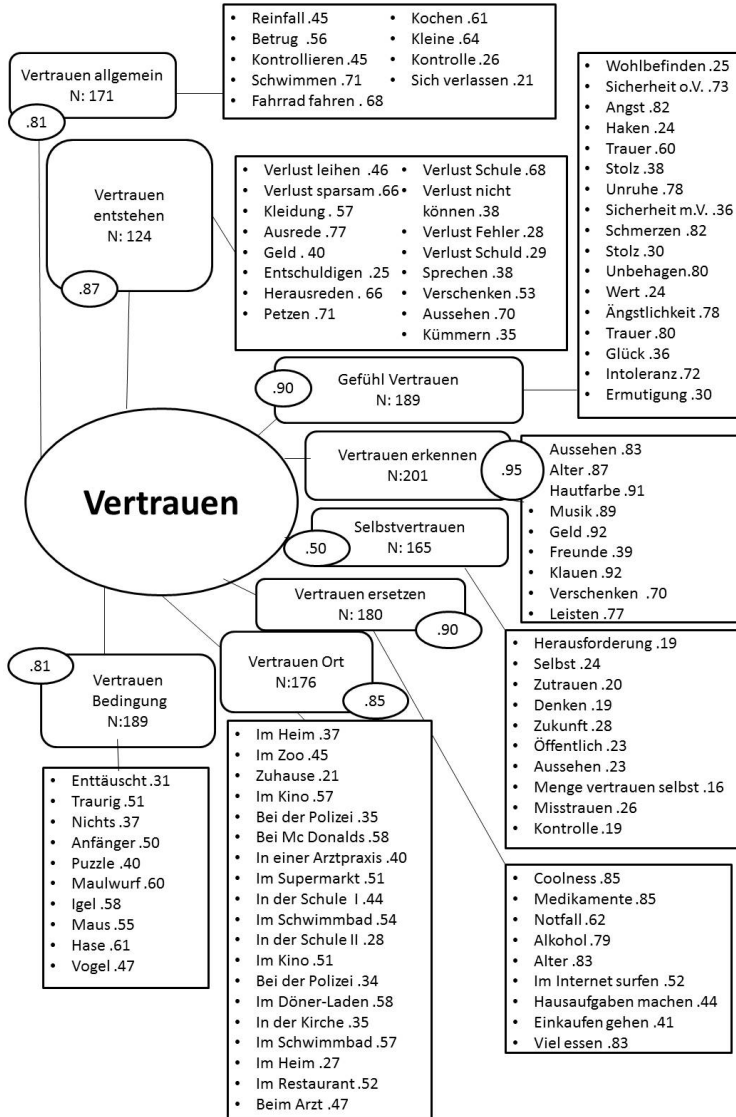 • Reinfall .45
• Betrug .56
• Kontrollieren .45
• Schwimmen .71
• Fahrrad fahren . 68
• Kochen .61
• Kleine .64
• Kontrolle .26
• Sich verlassen .21
Vertrauen allgemein
N: 171
.81
Vertrauen
entstehen
N: 124
.87
• Verlust leihen .46
• Verlust sparsam .66
• Kleidung . 57
• Ausrede .77
• Geld . 40
• Entschuldigen .25
• Herausreden . 66
• Petzen .71
• Verlust Schule .68
• Verlust nicht
können .38
• Verlust Fehler .28
• Verlust Schuld .29
• Sprechen .38
• Verschenken .53
• Aussehen .70
• Kümmern .35
• Wohlbefinden .25
• Sicherheit o.V. .73
• Angst .82
• Haken .24
• Trauer .60
• Stolz .38
• Unruhe .78
• Sicherheit m.V. .36
• Schmerzen .82
• Stolz .30
• Unbehagen.80
• Wert .24
• Ängstlichkeit .78
• Trauer .80
• Glück .36
• Intoleranz .72
• Ermutigung .30
.90
Gefühl Vertrauen
N: 189
Vertrauen erkennen
N:201
.95
Aussehen .83
Alter .87
Hautfarbe .91
• Musik .89
• Geld .92
• Freunde .39
• Klauen .92
• Verschenken .70
• Leisten .77
Vertrauen
.50
Selbstvertrauen
N: 165
Vertrauen ersetzen
N: 180
.90
• Herausforderung .19
• Selbst .24
• Zutrauen .20
• Denken .19
• Zukunft .28
• Öffentlich .23
• Aussehen .23
• Menge vertrauen selbst .16
• Misstrauen .26
• Kontrolle .19
.81
Vertrauen
Bedingung
N:189
Vertrauen Ort
N:176
.85
• Enttäuscht .31
• Traurig .51
• Nichts .37
• Anfänger .50
• Puzzle .40
• Maulwurf .60
• Igel .58
• Maus .55
• Hase .61
• Vogel .47
• Im Heim .37
• Im Zoo .45
• Zuhause .21
• Im Kino .57
• Bei der Polizei .35
• Bei Mc Donalds .58
• In einer Arztpraxis .40
• Im Supermarkt .51
• In der Schule I .44
• Im Schwimmbad .54
• In der Schule II .28
• Im Kino .51
• Bei der Polizei .34
• Im Döner-Laden .58
• In der Kirche .35
• Im Schwimmbad .57
• Im Heim .27
• Im Restaurant .52
• Beim Arzt .47
• Coolness .85
• Medikamente .85
• Notfall .62
• Alkohol .79
• Alter .83
• Im Internet surfen .52
• Hausaufgaben machen .44
• Einkaufen gehen .41
• Viel essen .83